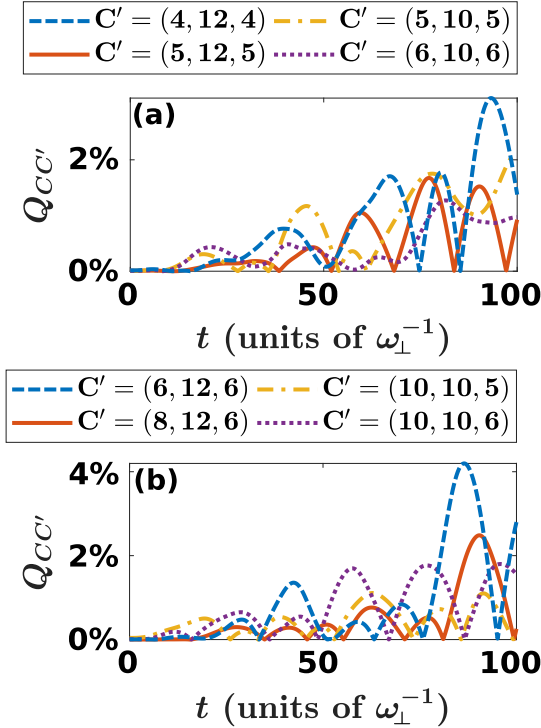 C′ = (4, 12, 4) C′ = (5, 10, 5)
C′ = (5, 12, 5) C′ = (6, 10, 6)
(a)
2%
0%
Q_{CC′}
0 50 100
t (units of ω_⊥^{−1})
C′ = (6, 12, 6) C′ = (10, 10, 5)
C′ = (8, 12, 6) C′ = (10, 10, 6)
(b)
4%
2%
0%
Q_{CC′}
0 50 100
t (units of ω_⊥^{−1})